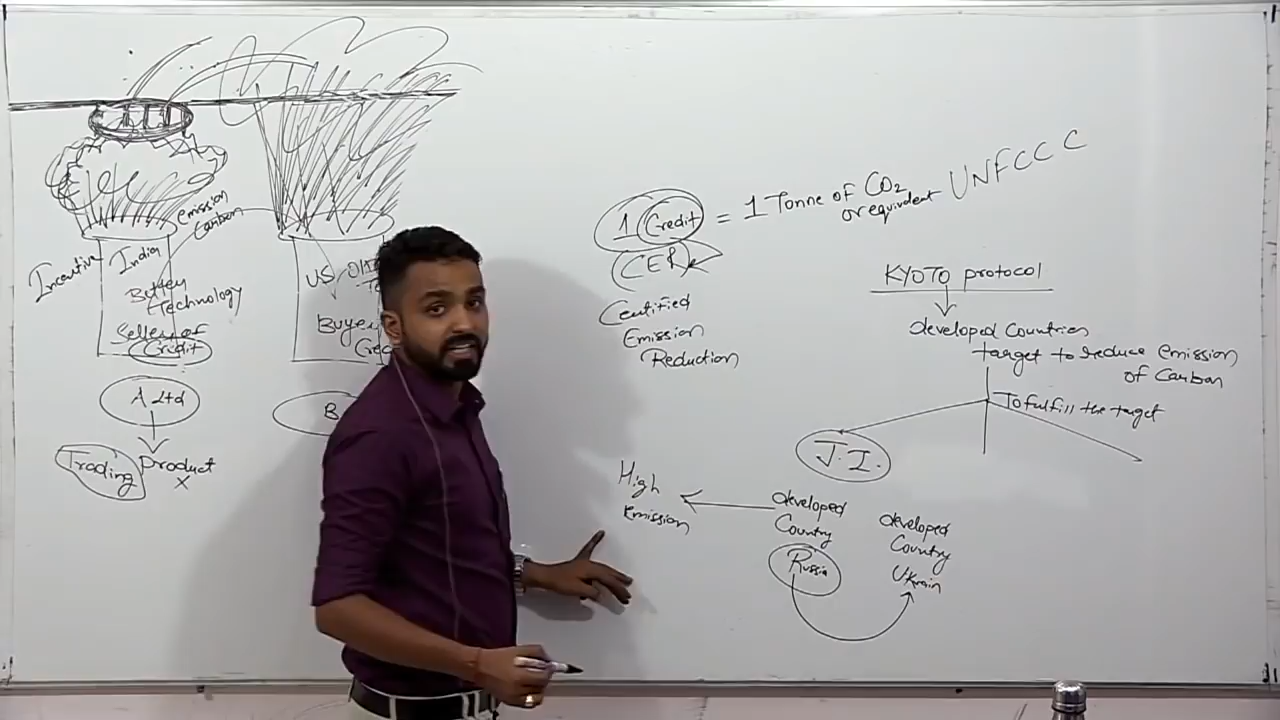 emission
carbon
Incentive
India
Better
technology
Seller of
Credit
A Ltd
Trading product
x
US
Buyer
B
1 Credit = 1 Tonne of CO2
or equivalent
UNFCCC
CER
Certified
Emission
Reduction
KYOTO protocol
developed Countries
target to reduce emission
of Carbon
To fulfill the target
J.I.
High
emission
developed
Country
Russia
developed
Country
Ukrain